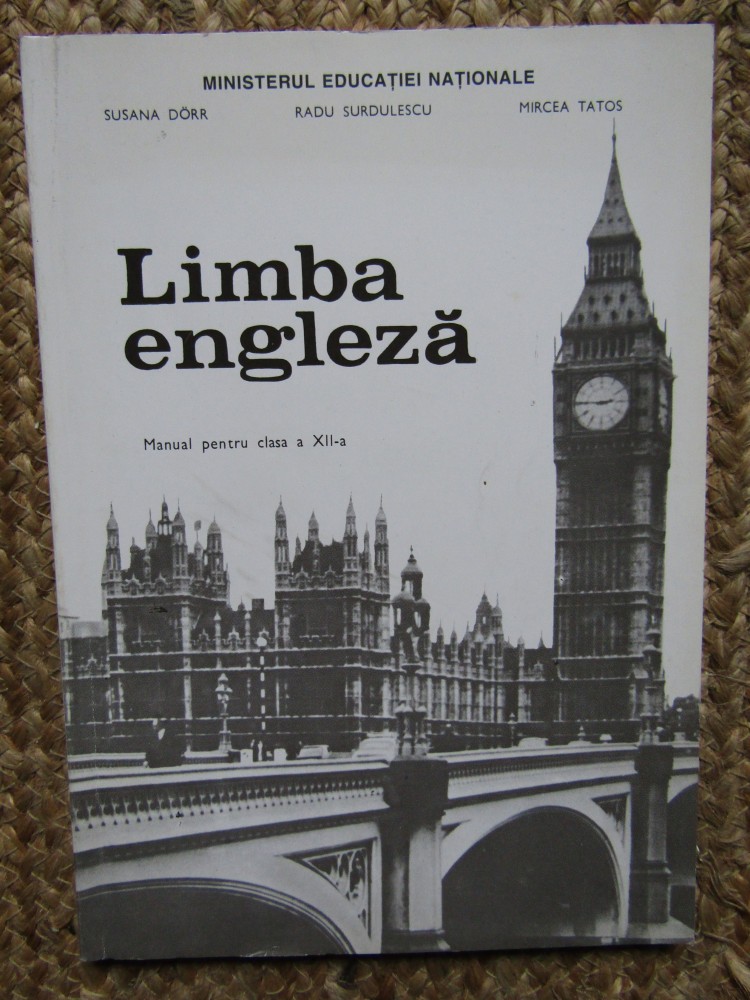 MINISTERUL EDUCAȚIEI NAȚIONALE
SUSANA DÖRR RADU SURDULESCU MIRCEA TATOS
Limba
engleză
Manual pentru clasa a XII-a